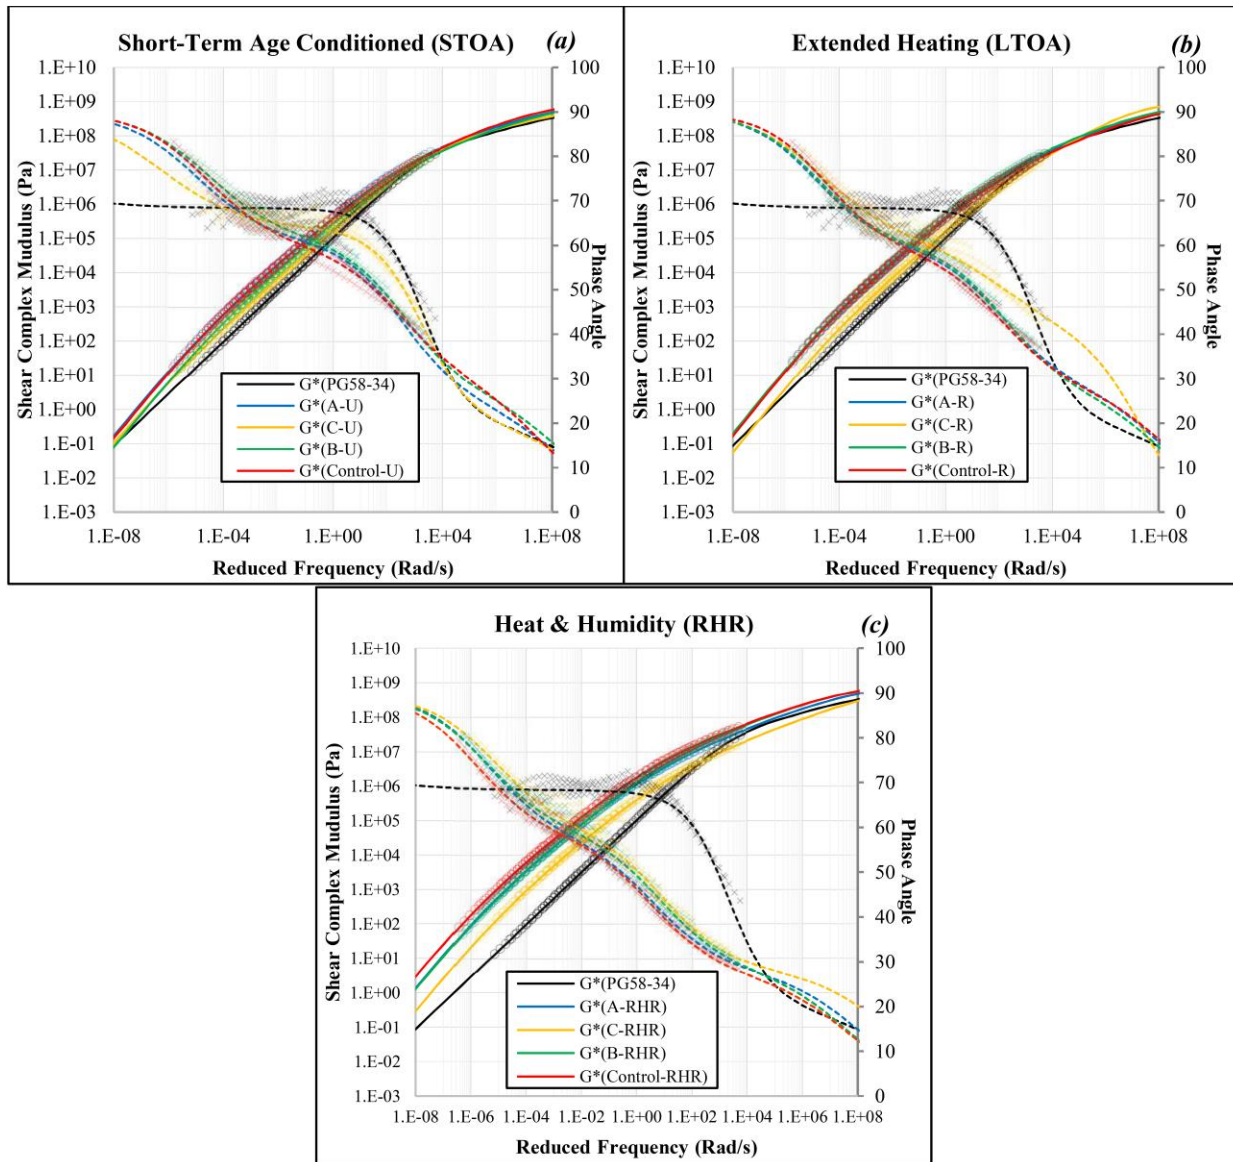 Short-Term Age Conditioned (STOA) (a)
Shear Complex Modulus (Pa)
1.E+10
1.E+09
1.E+08
1.E+07
1.E+06
1.E+05
1.E+04
1.E+03
1.E+02
1.E+01
1.E+00
1.E-01
1.E-02
1.E-03
G*(PG58-34)
G*(A-U)
G*(C-U)
G*(B-U)
G*(Control-U)
100
90
80
70
60
50
40
30
20
10
0
Phase Angle
1.E-08 1.E-04 1.E+00 1.E+04 1.E+08
Reduced Frequency (Rad/s)
Extended Heating (LTOA) (b)
Shear Complex Modulus (Pa)
1.E+10
1.E+09
1.E+08
1.E+07
1.E+06
1.E+05
1.E+04
1.E+03
1.E+02
1.E+01
1.E+00
1.E-01
1.E-02
1.E-03
G*(PG58-34)
G*(A-R)
G*(C-R)
G*(B-R)
G*(Control-R)
100
90
80
70
60
50
40
30
20
10
0
Phase Angle
1.E-08 1.E-04 1.E+00 1.E+04 1.E+08
Reduced Frequency (Rad/s)
Heat & Humidity (RHR) (c)
Shear Complex Modulus (Pa)
1.E+10
1.E+09
1.E+08
1.E+07
1.E+06
1.E+05
1.E+04
1.E+03
1.E+02
1.E+01
1.E+00
1.E-01
1.E-02
1.E-03
G*(PG58-34)
G*(A-RHR)
G*(C-RHR)
G*(B-RHR)
G*(Control-RHR)
100
90
80
70
60
50
40
30
20
10
0
Phase Angle
1.E-08 1.E-06 1.E-04 1.E-02 1.E+00 1.E+02 1.E+04 1.E+06 1.E+08
Reduced Frequency (Rad/s)